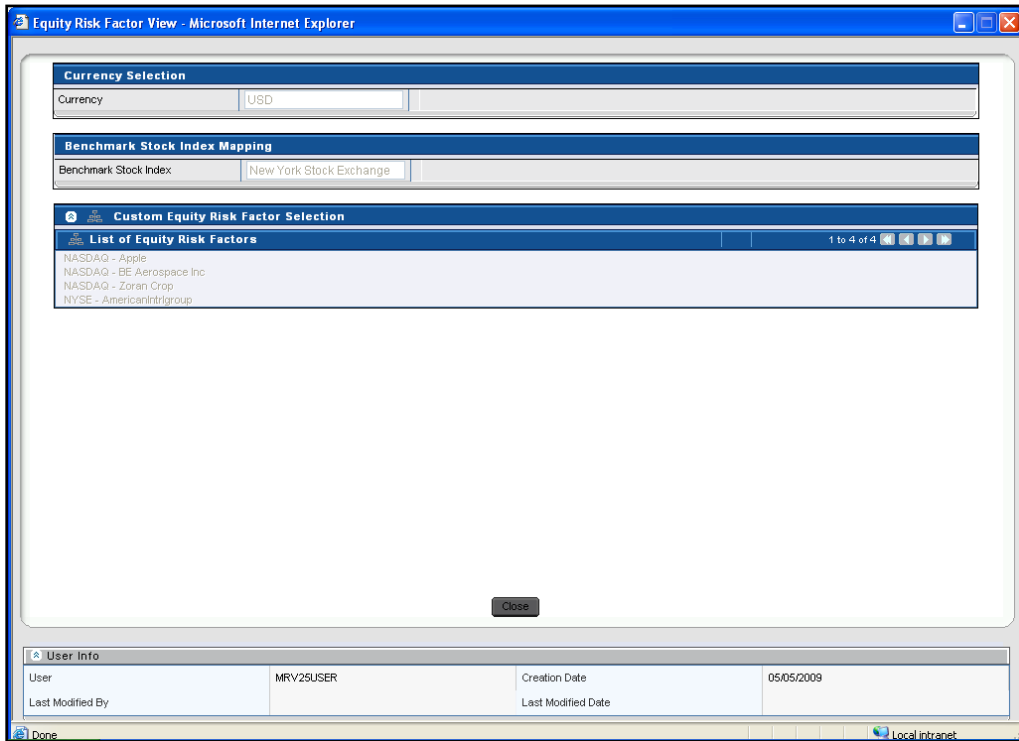 Equity Risk Factor View - Microsoft Internet Explorer
Currency Selection
Currency USD
Benchmark Stock Index Mapping
Benchmark Stock Index New York Stock Exchange
Custom Equity Risk Factor Selection
List of Equity Risk Factors 1 to 4 of 4
NASDAQ - Apple
NASDAQ - BE Aerospace Inc
NASDAQ - Zoran Crop
NYSE - AmericanIntrlgroup
Close
User Info
User MRV25USER Creation Date 05/05/2009
Last Modified By Last Modified Date
Done Local intranet